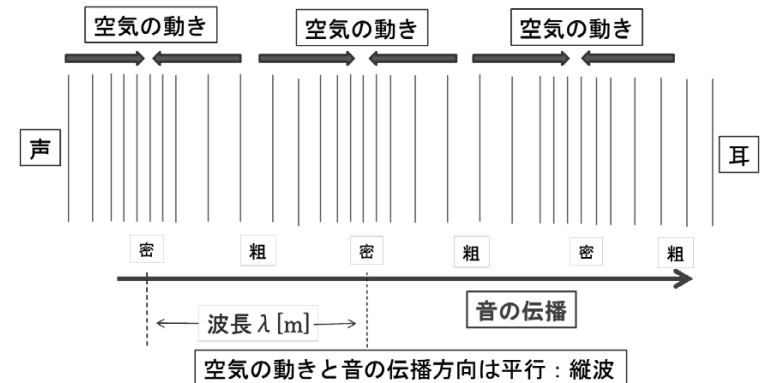 空気の動き
空気の動き
空気の動き
声
耳
密
粗
密
粗
密
粗
音の伝播
波長λ[m]
空気の動きと音の伝播方向は平行：縦波